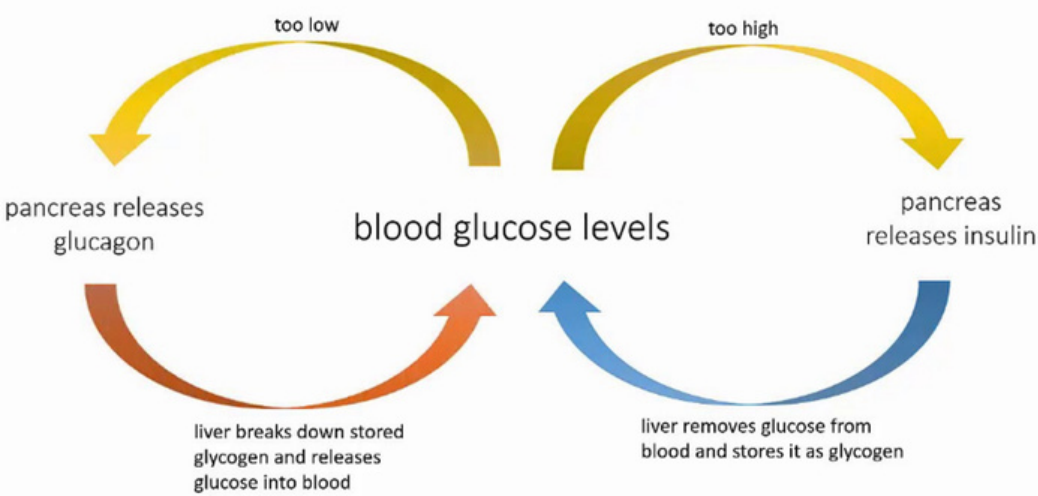 too low
too high
pancreas releases
glucagon
blood glucose levels
pancreas
releases insulin
liver breaks down stored
glycogen and releases
glucose into blood
liver removes glucose from
blood and stores it as glycogen